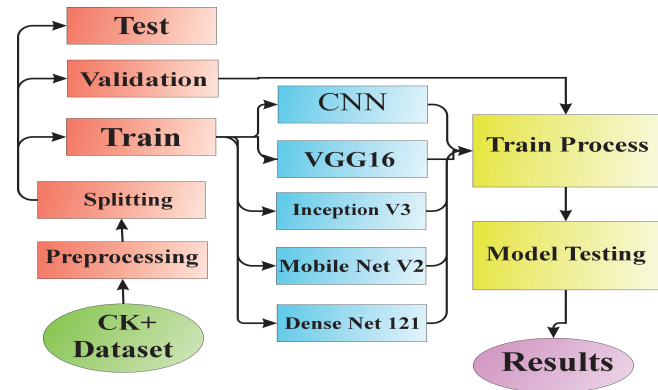 Test
Validation
Train
Splitting
Preprocessing
CK+
Dataset
CNN
VGG16
Inception V3
Mobile Net V2
Dense Net 121
Train Process
Model Testing
Results